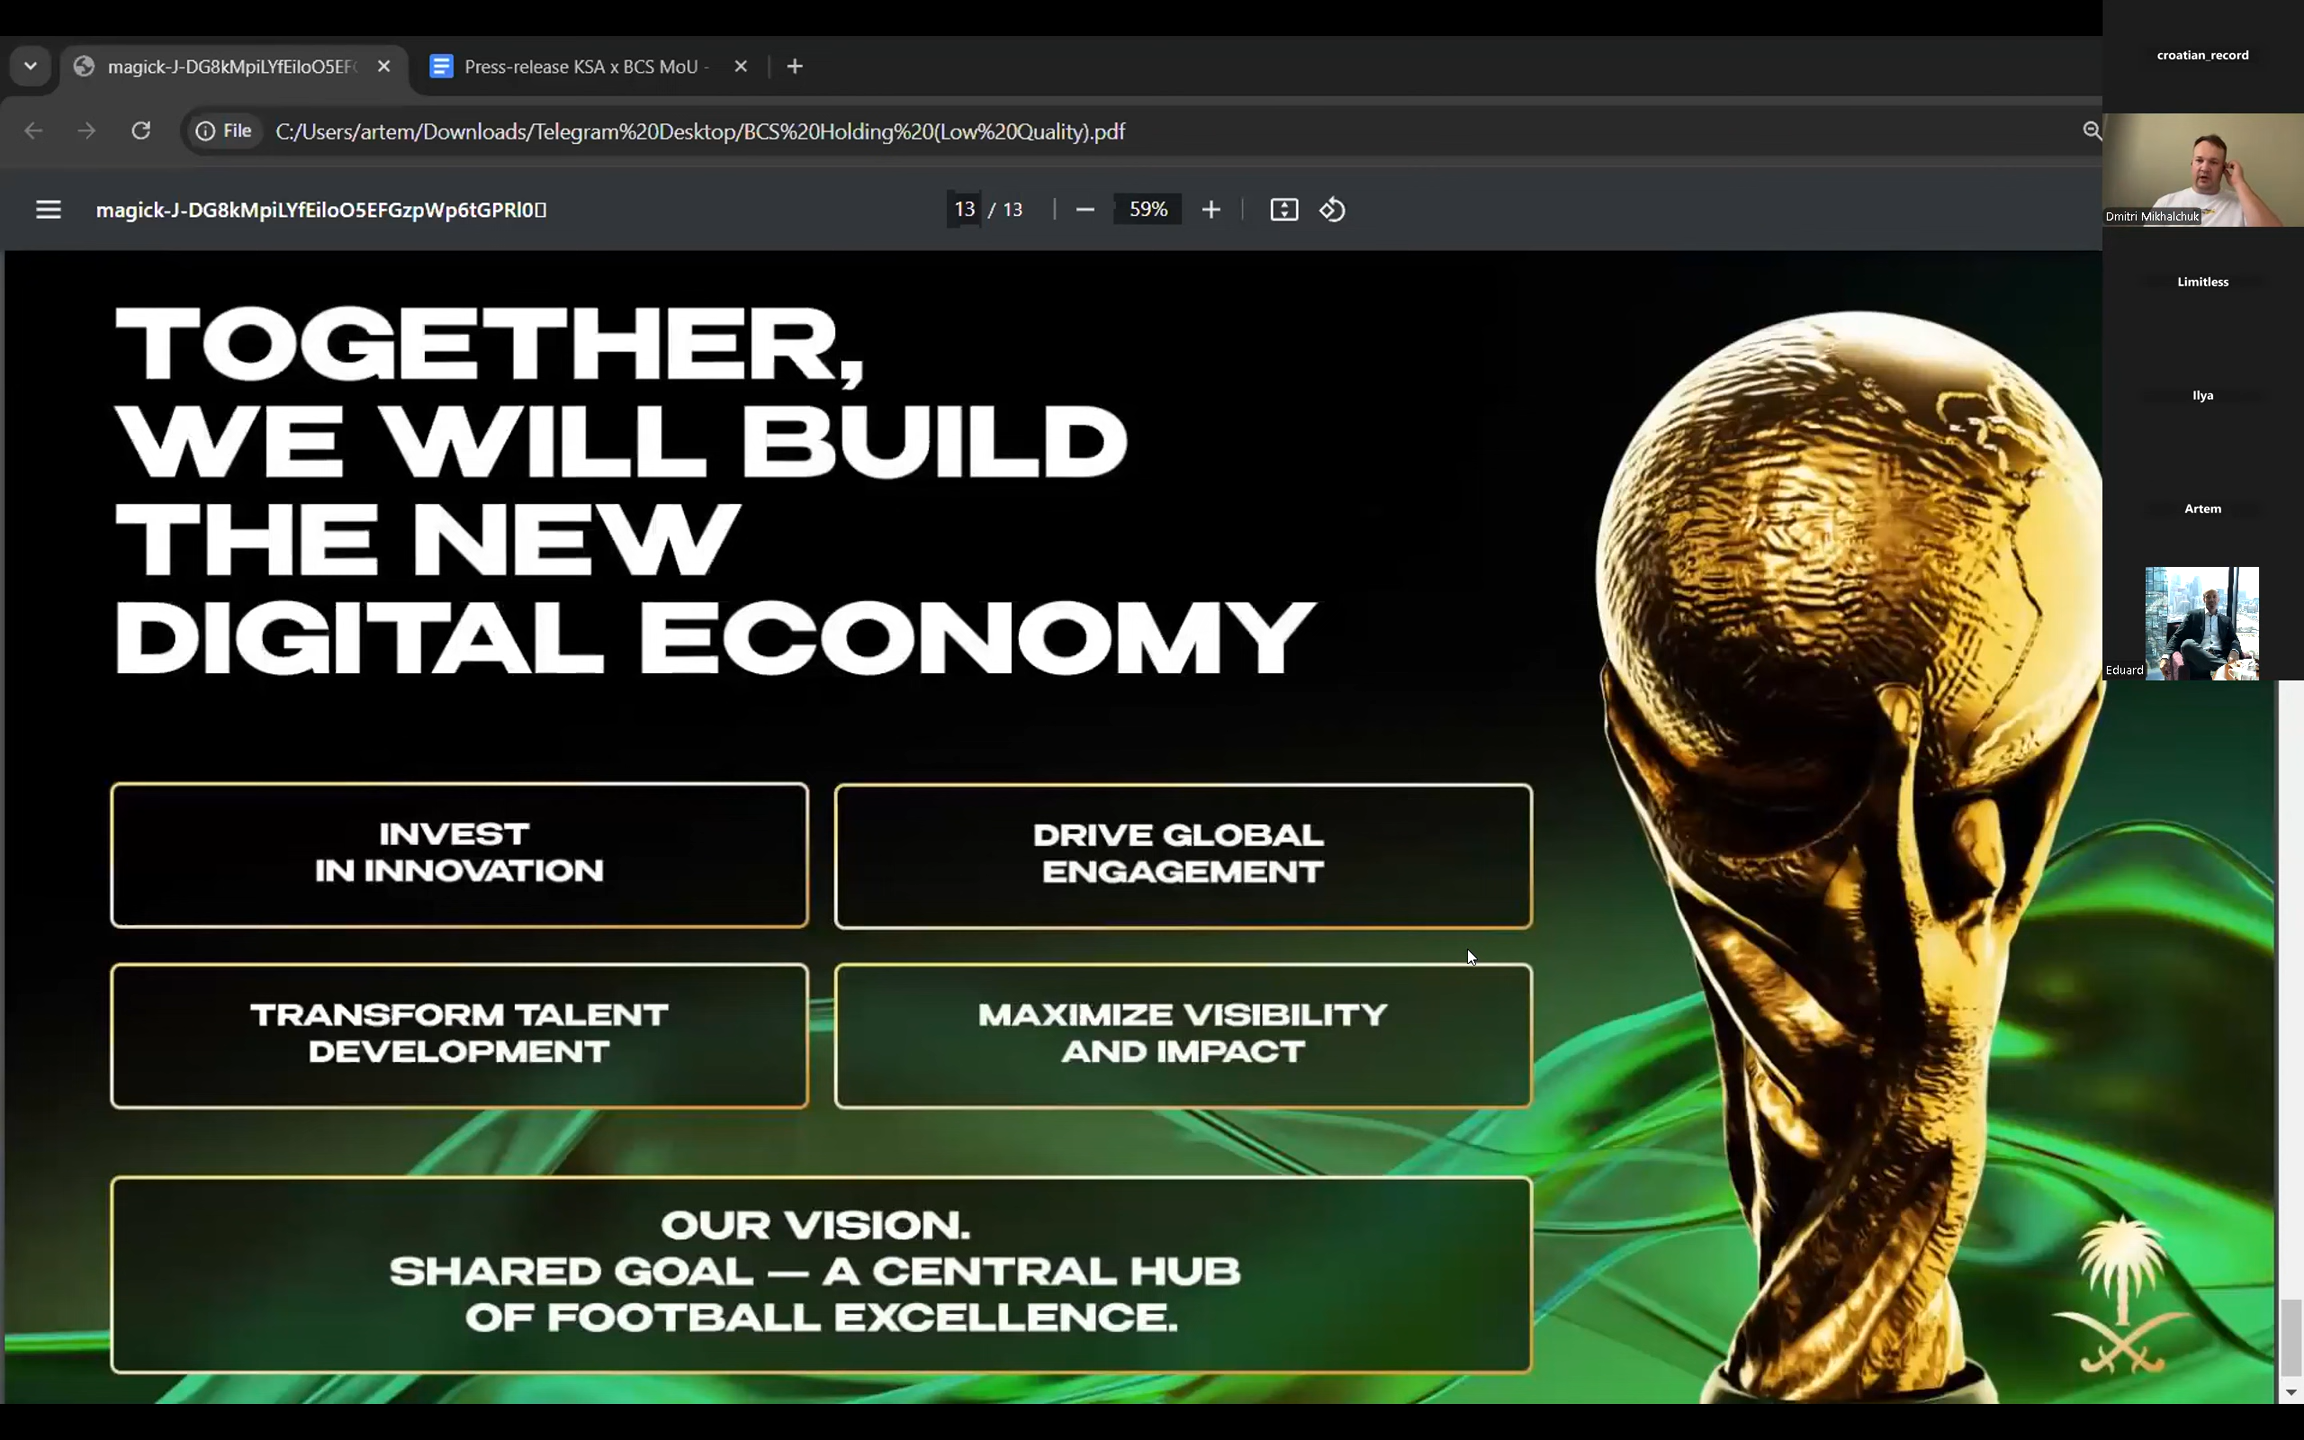 magick-J-DG8kMpiLYfEiloO5EF
Press-release KSA x BCS MoU -
File
C:/Users/artem/Downloads/Telegram%20Desktop/BCS%20Holding%20(Low%20Quality).pdf
magick-J-DG8kMpiLYfEiloO5EFGzpWp6tGPRl0
13 / 13
59%
TOGETHER,
WE WILL BUILD
THE NEW
DIGITAL ECONOMY
INVEST
IN INNOVATION
DRIVE GLOBAL
ENGAGEMENT
TRANSFORM TALENT
DEVELOPMENT
MAXIMIZE VISIBILITY
AND IMPACT
OUR VISION.
SHARED GOAL — A CENTRAL HUB
OF FOOTBALL EXCELLENCE.
croatian_record
Dmitri Mikhalchuk
Limitless
Ilya
Artem
Eduard